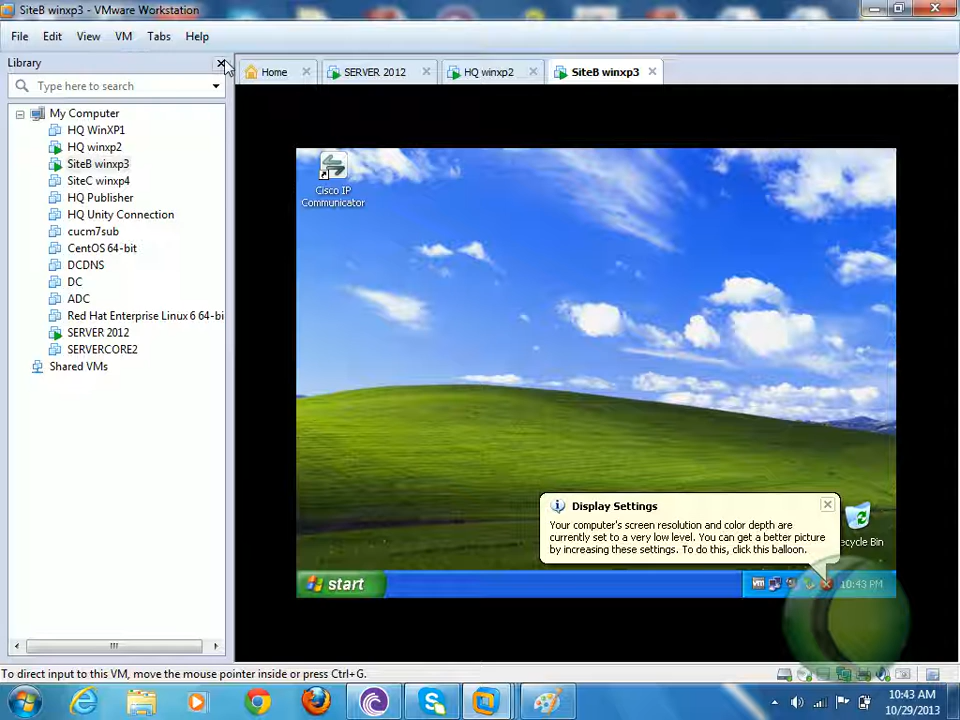 SiteB winxp3 - VMware Workstation
File Edit View VM Tabs Help
Library
Home SERVER 2012 HQ winxp2 SiteB winxp3
Type here to search
My Computer
HQ WinXP1
HQ winxp2
SiteB winxp3
SiteC winxp4
HQ Publisher
HQ Unity Connection
cucm7sub
CentOS 64-bit
DCDNS
DC
ADC
Red Hat Enterprise Linux 6 64-bi
SERVER 2012
SERVERCORE2
Shared VMs
Cisco IP
Communicator
Display Settings
Your computer's screen resolution and color depth are
currently set to a very low level. You can get a better picture
by increasing these settings. To do this, click this balloon.
ecycle Bin
start
10:43 PM
To direct input to this VM, move the mouse pointer inside or press Ctrl+G.
10:43 AM
10/29/2013